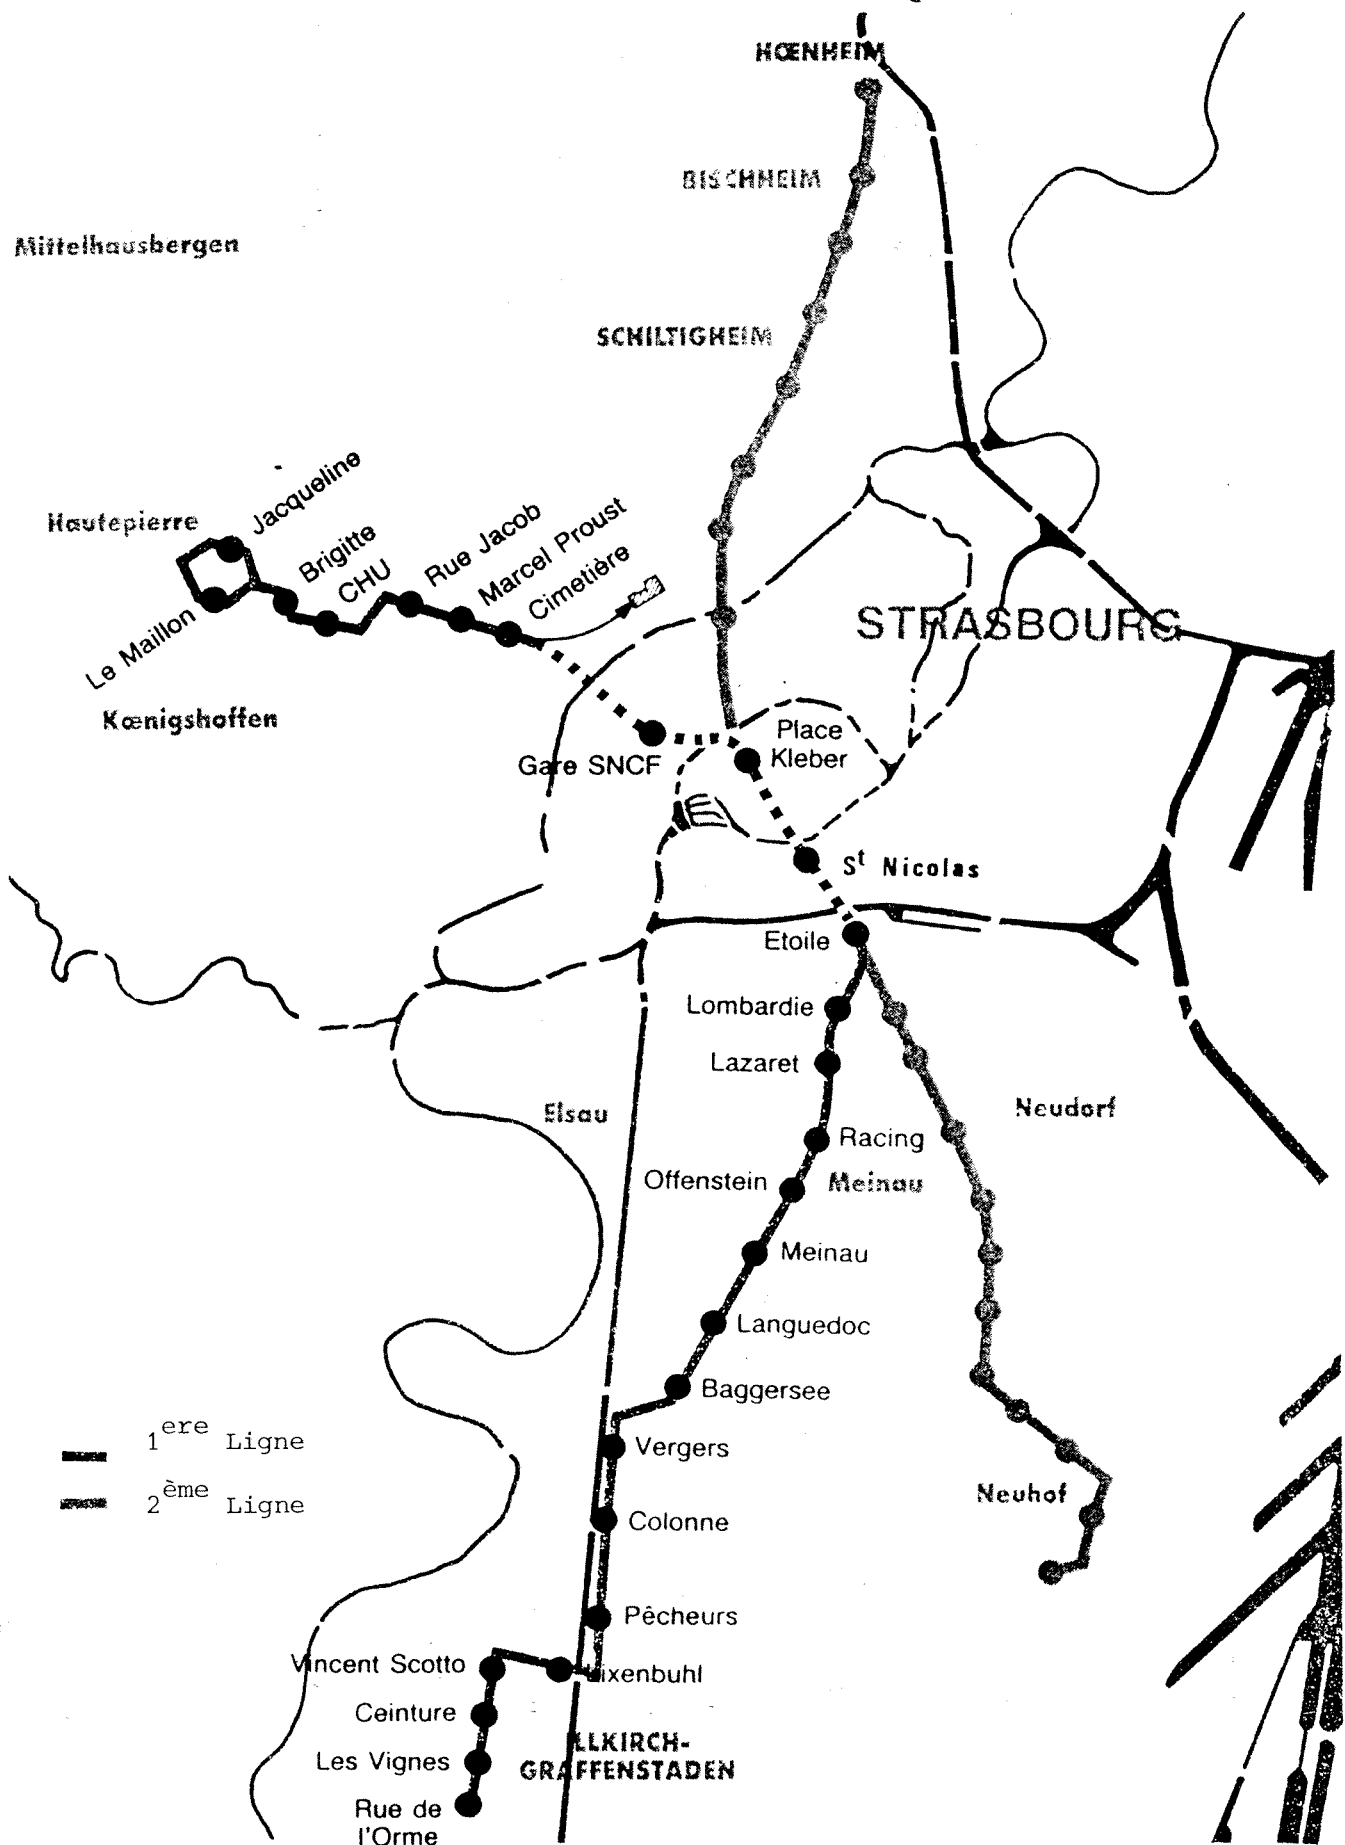 HŒNHEIM
BISCHHEIM
Mittelhausbergen
SCHILTIGHEIM
Hautepierre
Jacqueline
Brigitte
CHU
Rue Jacob
Marcel Proust
Cimetière
Le Maillon
STRASBOURG
Kœnigshoffen
Place
Kleber
Gare SNCF
St Nicolas
Etoile
Lombardie
Lazaret
Elsau
Neudorf
Racing
Offenstein
Meinau
Meinau
Languedoc
Baggersee
1ere Ligne
Vergers
2ème Ligne
Neuhof
Colonne
Pêcheurs
Vincent Scotto
Lixenbuhl
Ceinture
Les Vignes
ILLKIRCH-
GRAFFENSTADEN
Rue de
l'Orme